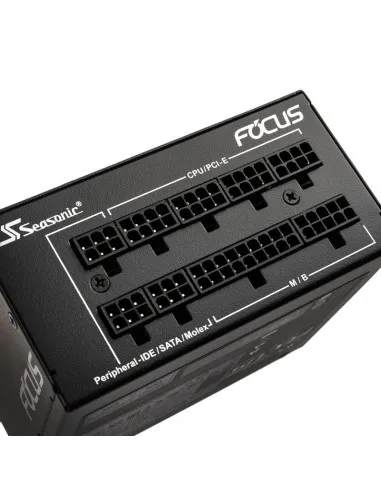 FOCUS
CPU/PCI-E
Seasonic®
M/B
Peripheral-IDE/SATA/Molex
FOCUS